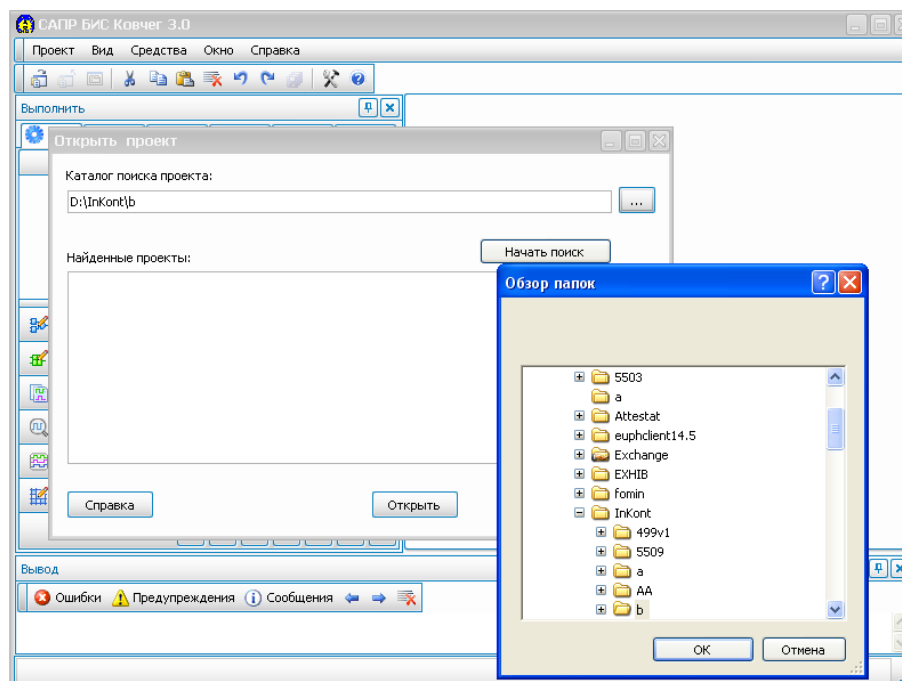 САПР БИС Ковчег 3.0
Проект Вид Средства Окно Справка
Выполнить
Открыть проект
Каталог поиска проекта:
D:\InKont\b
...
Найденные проекты:
Начать поиск
Обзор папок
5503
a
Attestat
euphclient14.5
Exchange
EXHIB
fomin
InKont
499v1
5509
a
AA
b
Справка
Открыть
OK
Отмена
Вывод
Ошибки Предупреждения Сообщения